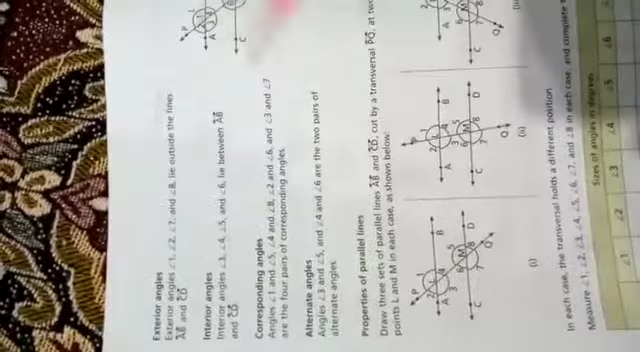 Exterior angles
Exterior angles ∠1, ∠2, ∠7, and ∠8, lie outside the lines
AB and CD
Interior angles
Interior angles ∠3, ∠4, ∠5, and ∠6, lie between AB
and CD
Corresponding angles
Angles ∠1 and ∠5, ∠4 and ∠8, ∠2 and ∠6, and ∠3 and ∠7
are the four pairs of corresponding angles.
Alternate angles
Angles ∠3 and ∠5, and ∠4 and ∠6 are the two pairs of
alternate angles
Properties of parallel lines
Draw three sets of parallel lines AB and CD, cut by a transversal PQ, at two
points L and M in each case, as shown below:
(i)
(ii)
(iii)
In each case, the transversal holds a different position
Measure ∠1, ∠2, ∠3, ∠4, ∠5, ∠6, ∠7, and ∠8 in each case, and complete
Sizes of angles in degrees
∠1 ∠2 ∠3 ∠4 ∠5 ∠6